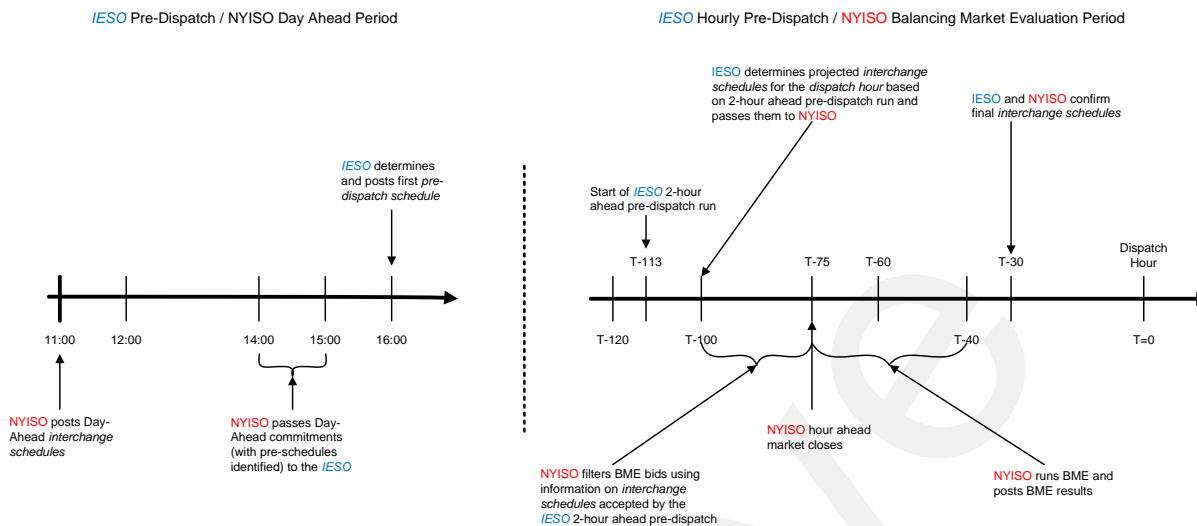 IESO Pre-Dispatch / NYISO Day Ahead Period
IESO determines
and posts first pre-
dispatch schedule
11:00
12:00
14:00
15:00
16:00
NYISO posts Day-
Ahead interchange
schedules
NYISO passes Day-
Ahead commitments
(with pre-schedules
identified) to the IESO
IESO Hourly Pre-Dispatch / NYISO Balancing Market Evaluation Period
IESO determines projected interchange
schedules for the dispatch hour based
on 2-hour ahead pre-dispatch run and
passes them to NYISO
IESO and NYISO confirm
final interchange schedules
Start of IESO 2-hour
ahead pre-dispatch run
Dispatch
Hour
T-113
T-75
T-60
T-30
T-120
T-100
T-40
T=0
NYISO hour ahead
market closes
NYISO filters BME bids using
information on interchange
schedules accepted by the
IESO 2-hour ahead pre-dispatch
NYISO runs BME and
posts BME results